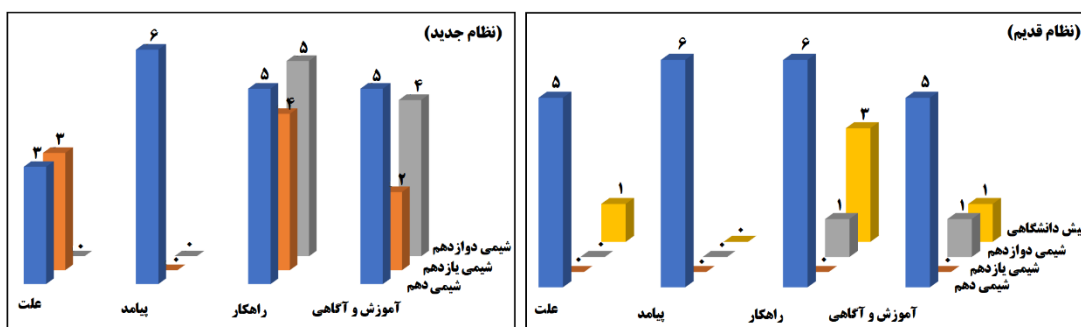 (نظام قدیم)
۵ ۰ ۰ ۱
۶ ۰ ۰ ۰
۶ ۰ ۱ ۳
۵ ۰ ۱ ۱
پیش دانشگاهی
شیمی دوازدهم
شیمی یازدهم
شیمی دهم
علت
پیامد
راهکار
آموزش و آگاهی
(نظام جدید)
۳ ۳ ۰
۶ ۰ ۰
۵ ۴ ۵
۵ ۲ ۴
شیمی دوازدهم
شیمی یازدهم
شیمی دهم
علت
پیامد
راهکار
آموزش و آگاهی